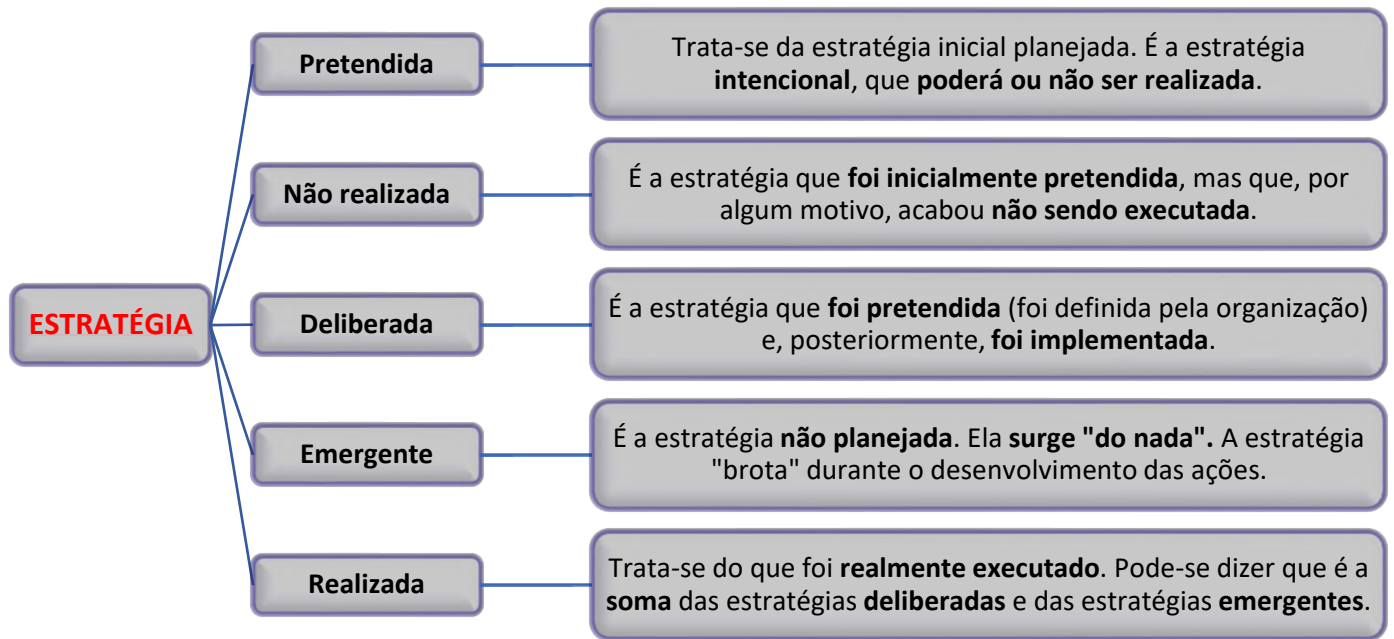 Pretendida
Trata-se da estratégia inicial planejada. É a estratégia
intencional, que poderá ou não ser realizada.
Não realizada
É a estratégia que foi inicialmente pretendida, mas que, por
algum motivo, acabou não sendo executada.
ESTRATÉGIA
Deliberada
É a estratégia que foi pretendida (foi definida pela organização)
e, posteriormente, foi implementada.
Emergente
É a estratégia não planejada. Ela surge "do nada". A estratégia
"brota" durante o desenvolvimento das ações.
Realizada
Trata-se do que foi realmente executado. Pode-se dizer que é a
soma das estratégias deliberadas e das estratégias emergentes.